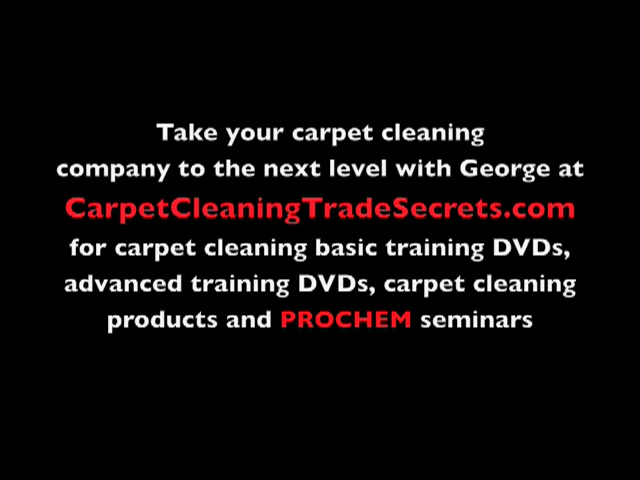 Take your carpet cleaning
company to the next level with George at
CarpetCleaningTradeSecrets.com
for carpet cleaning basic training DVDs,
advanced training DVDs, carpet cleaning
products and PROCHEM seminars